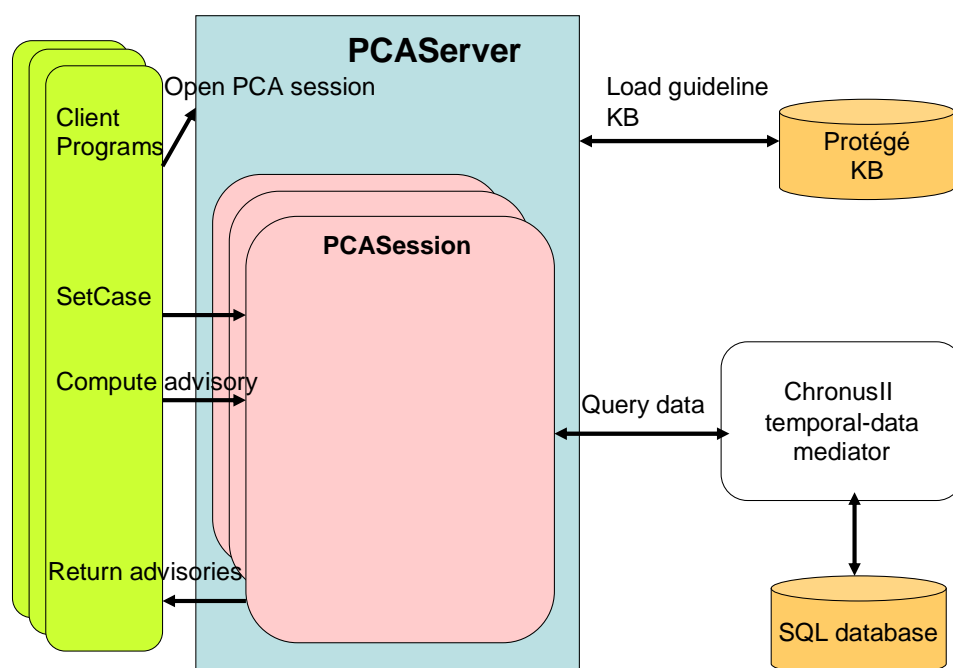 PCAServer
Open PCA session
Client
Programs
Load guideline
KB
Protégé
KB
PCASession
SetCase
Compute advisory
Query data
ChronusII
temporal-data
mediator
Return advisories
SQL database